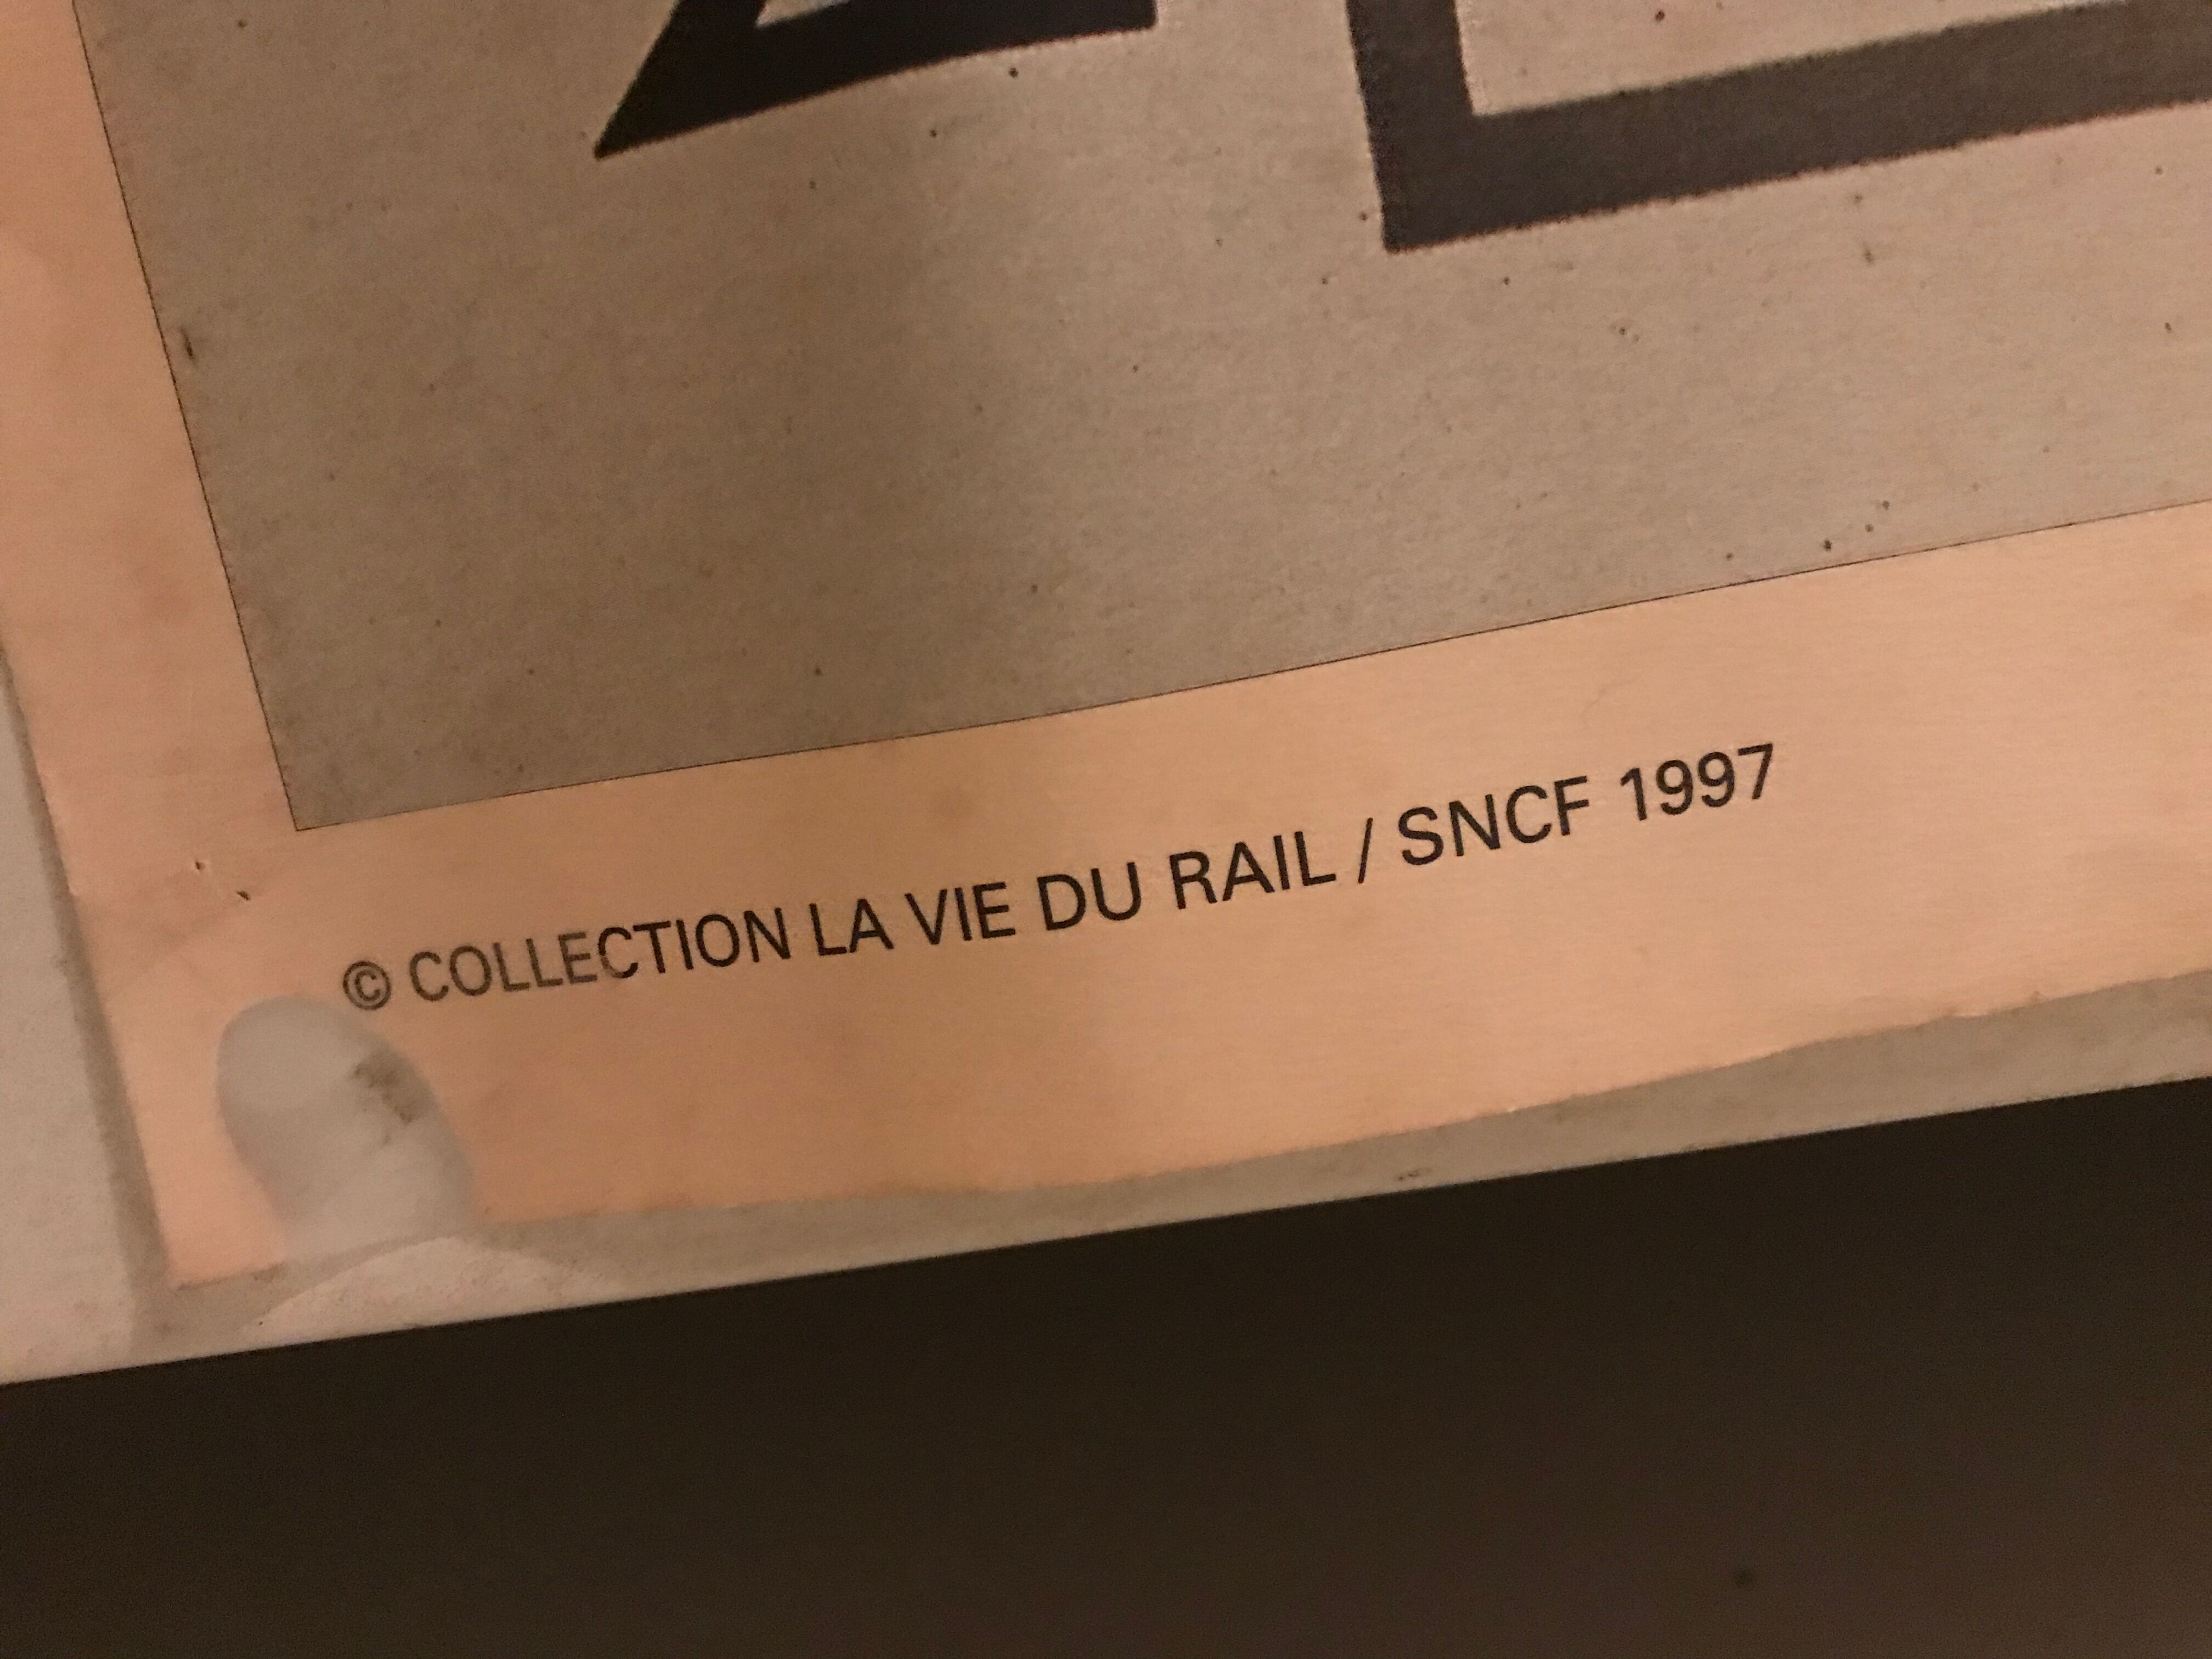 © COLLECTION LA VIE DU RAIL / SNCF 1997